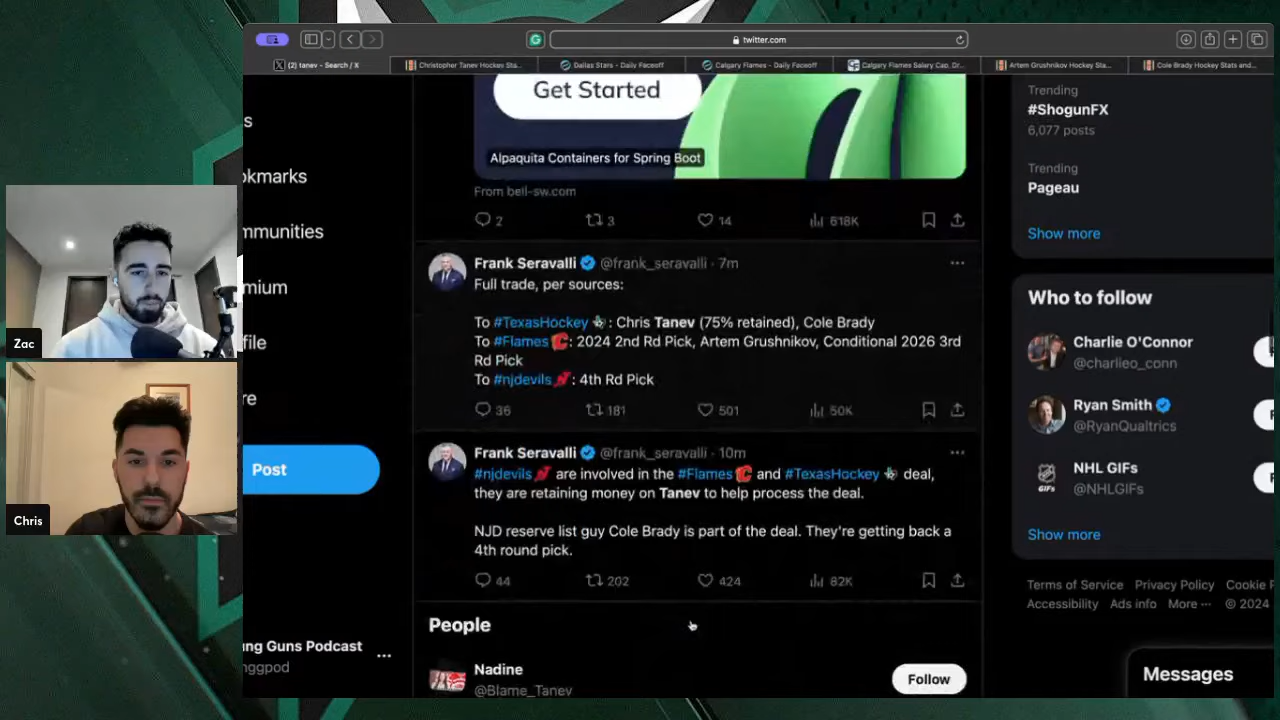 twitter.com
(2) tanev - Search / X
Christopher Tanev Hockey Sta...
Dallas Stars - Daily Faceoff
Calgary Flames - Daily Faceoff
Calgary Flames Salary Cap, Dr...
Artem Grushnikov Hockey Sta...
Cole Brady Hockey Stats and...
Get Started
Alpaquita Containers for Spring Boot
From bell-sw.com
2 3 14 618K
Frank Seravalli @frank_seravalli · 7m
Full trade, per sources:
To #TexasHockey : Chris Tanev (75% retained), Cole Brady
To #Flames : 2024 2nd Rd Pick, Artem Grushnikov, Conditional 2026 3rd
Rd Pick
To #njdevils : 4th Rd Pick
36 181 501 50K
Frank Seravalli @frank_seravalli · 10m
#njdevils are involved in the #Flames and #TexasHockey deal,
they are retaining money on Tanev to help process the deal.
NJD reserve list guy Cole Brady is part of the deal. They're getting back a
4th round pick.
44 202 424 82K
People
Nadine
@Blame_Tanev
Follow
s
okmarks
mmunities
mium
file
re
Post
ng Guns Podcast
nggpod
Trending
#ShogunFX
6,077 posts
Trending
Pageau
Show more
Who to follow
Charlie O'Connor
@charlieo_conn
Ryan Smith
@RyanQualtrics
NHL GIFs
@NHLGIFs
Show more
Terms of Service Privacy Policy Cookie P
Accessibility Ads info More ··· © 2024
Messages
Zac
Chris